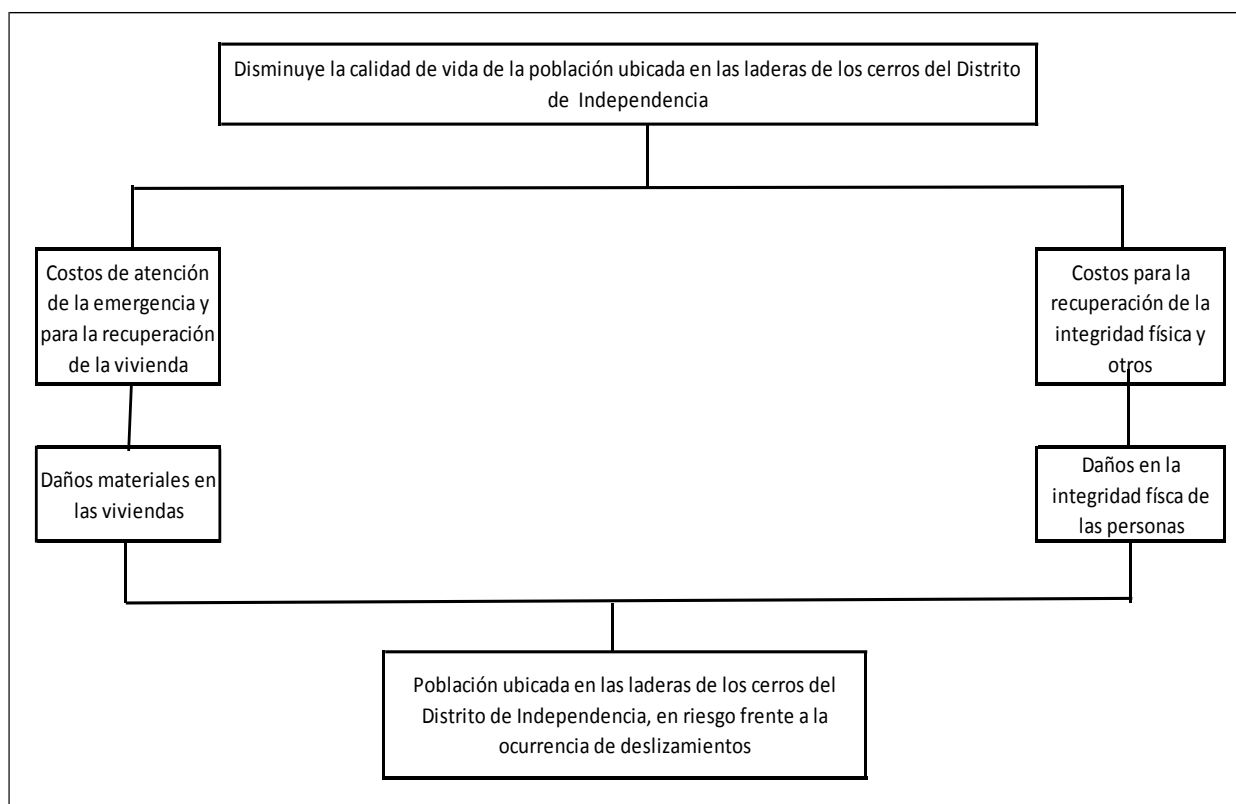 Disminuye la calidad de vida de la población ubicada en las laderas de los cerros del Distrito
de Independencia
Costos de atención
de la emergencia y
para la recuperación
de la vivienda
Costos para la
recuperación de la
integridad física y
otros
Daños materiales en
las viviendas
Daños en la
integridad físca de
las personas
Población ubicada en las laderas de los cerros del
Distrito de Independencia, en riesgo frente a la
ocurrencia de deslizamientos